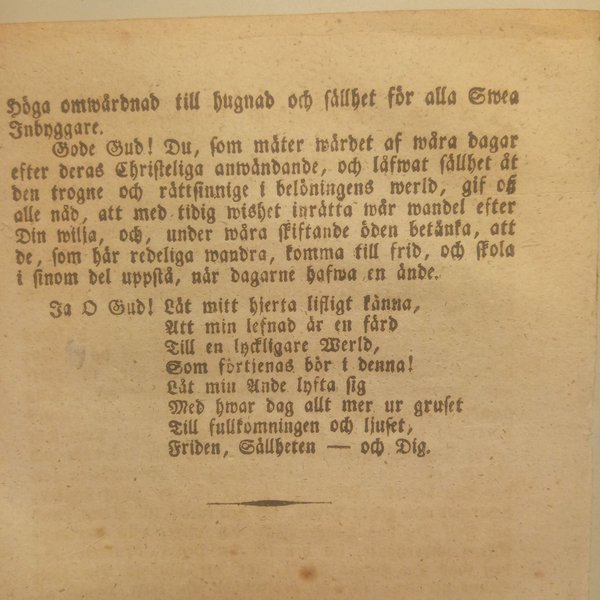 Höga omwårdnad till hugnad och sällhet för alla Swea
Inbyggare.
Gode Gud! Du, som mäter wärdet af wåra dagar
efter deras Christeliga anwändande, och låfwat sällhet åt
den trogne och rättsinnige i belöningens werld, gif oß
alle nåd, att med tidig wishet inrätta wår wandel efter
Din wilja, och, under wåra skiftande öden betänka, att
de, som här redeliga wandra, komma till frid, och skola
i sinom del uppstå, när dagarne hafwa en ände.
Ja O Gud! Låt mitt hjerta lifligt känna,
Att min lefnad är en färd
Till en lyckligare Werld,
Som förtjenas bör i denna!
Låt min Ande lyfta sig
Med hwar dag allt mer ur gruset
Till fullkomningen och ljuset,
Friden, Sällheten — och Dig.